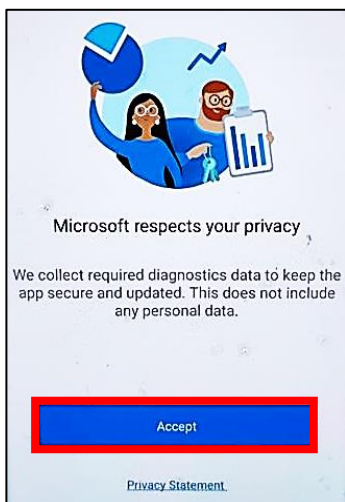 Microsoft respects your privacy
We collect required diagnostics data to keep the
app secure and updated. This does not include
any personal data.
Accept
Privacy Statement